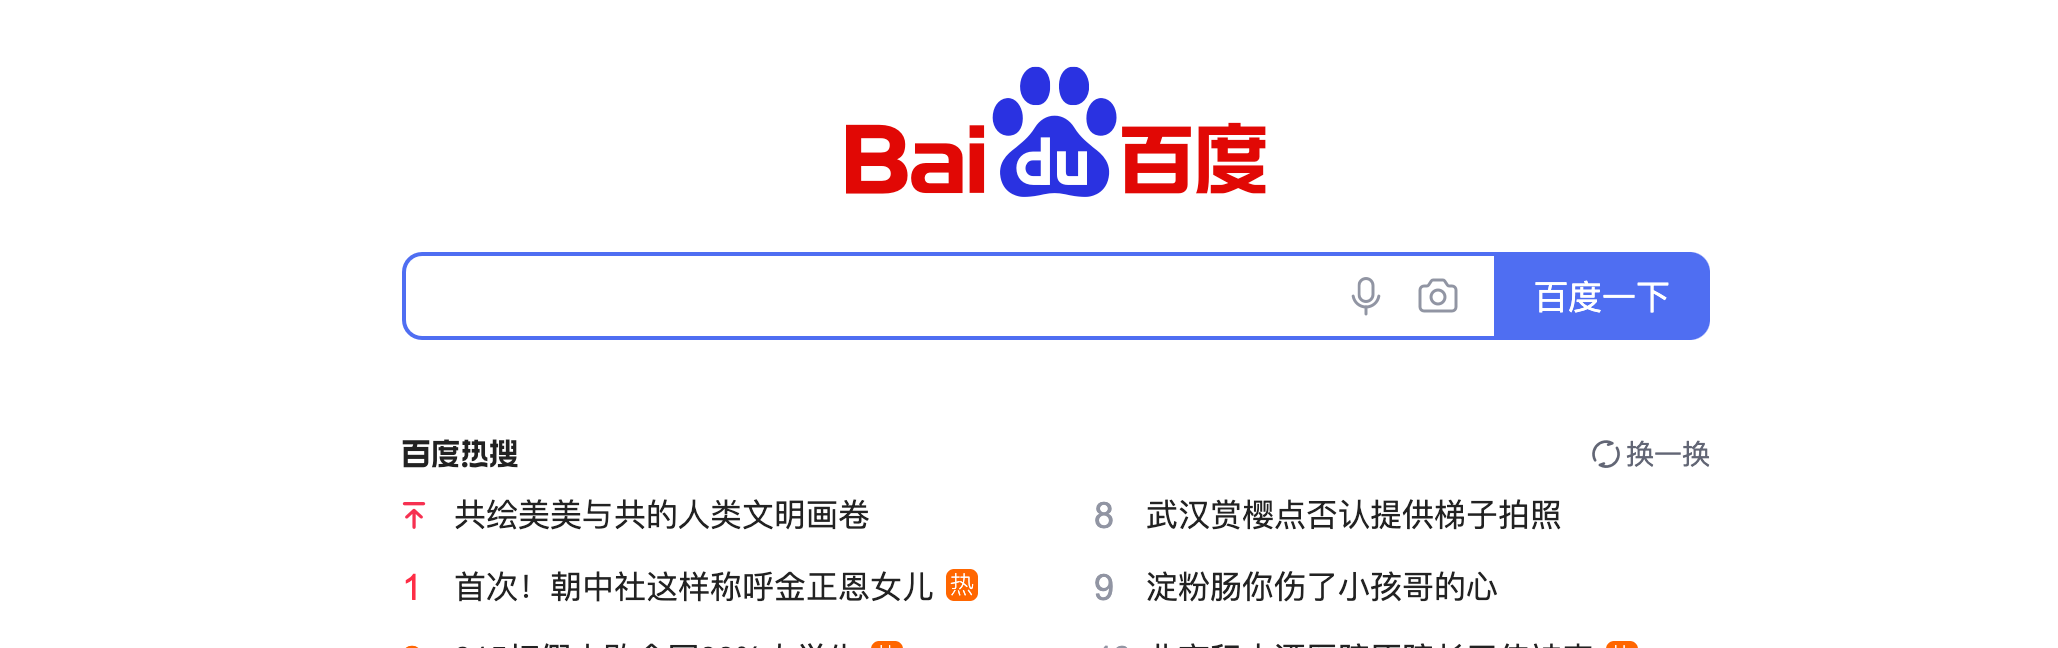 Bai du 百度
百度一下
百度热搜
换一换
共绘美美与共的人类文明画卷
1 首次！朝中社这样称呼金正恩女儿 热
8 武汉赏樱点否认提供梯子拍照
9 淀粉肠你伤了小孩哥的心